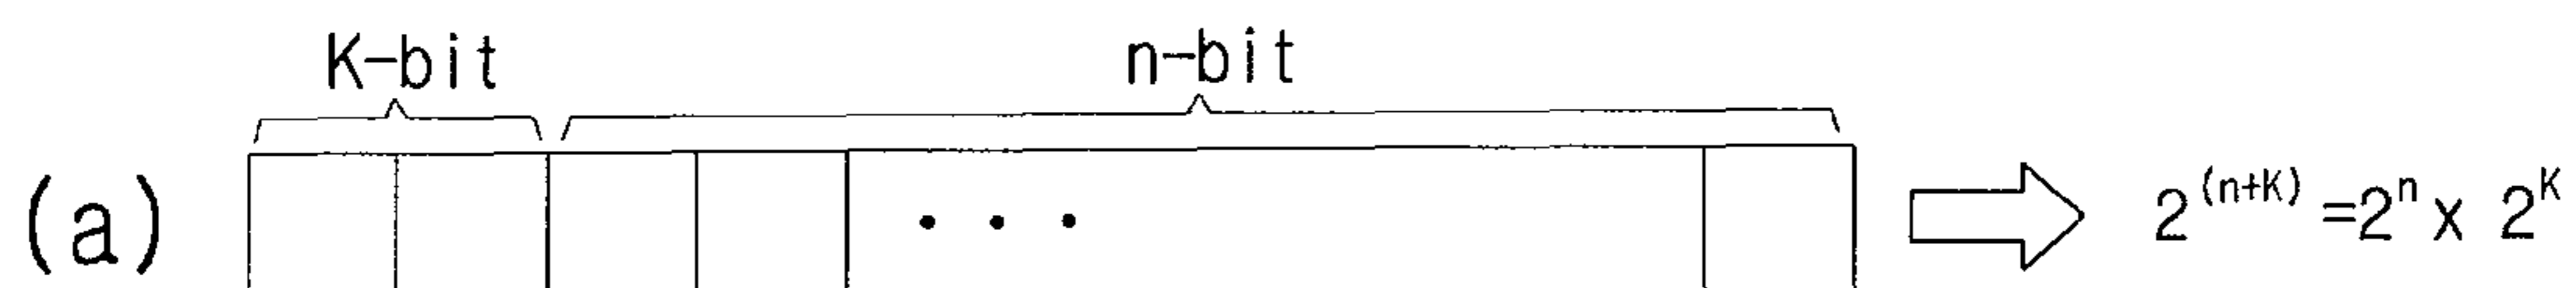 K-bit n-bit
(a) • • • 2^(n+K) =2^n x 2^K